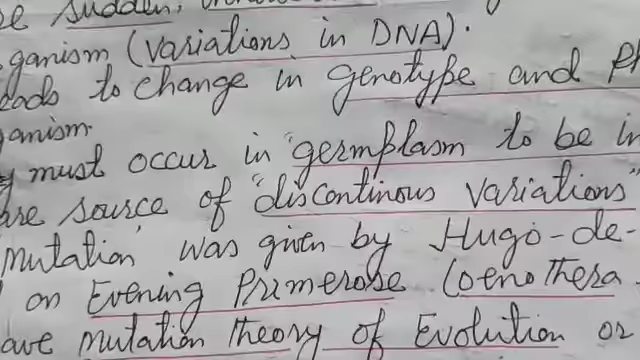 sudden,
ganism (variations in DNA).
to change in genotype and Ph
ganism.
y must occur in "germplasm to be in
are source of "discontinous variations"
'Mutation' was given by Hugo-de-
on Evening Primerose (oenothera
ave Mutation theory of Evolution or